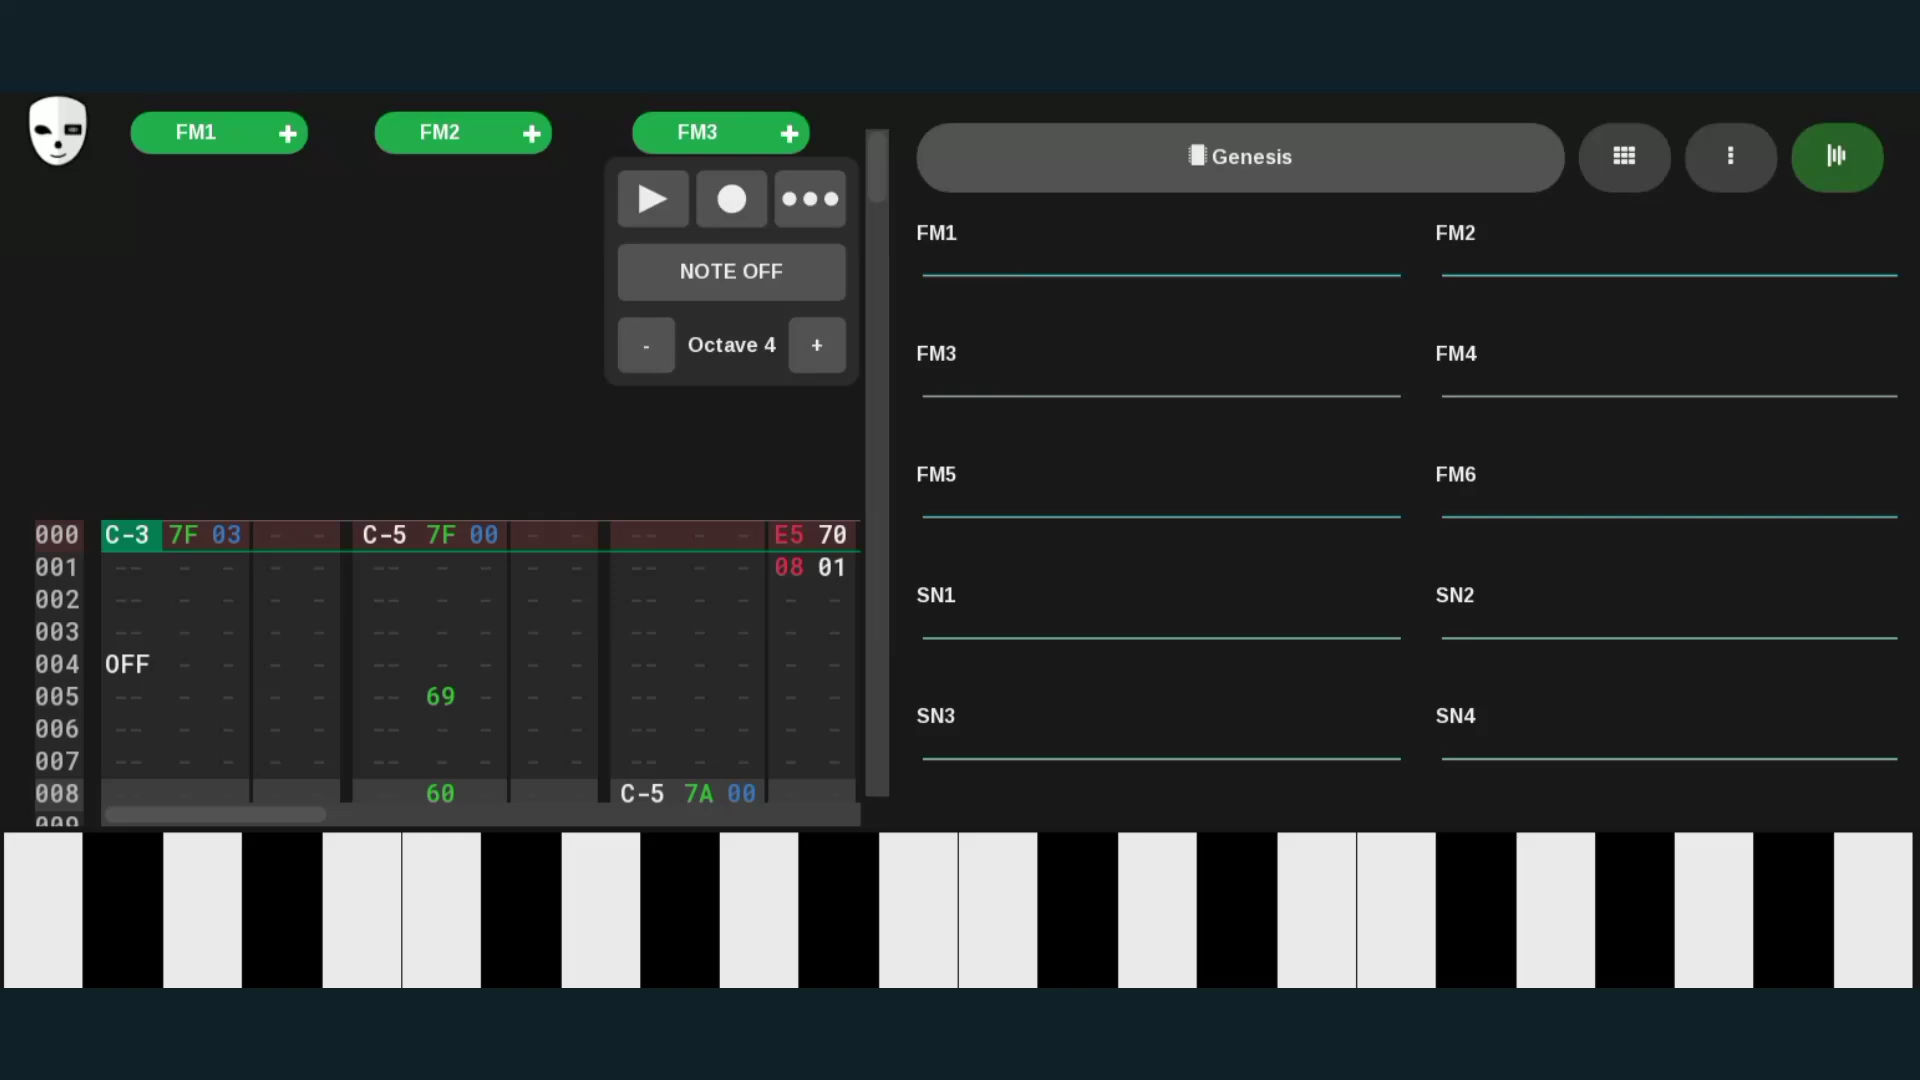 FM1 + FM2 + FM3 +
Genesis
NOTE OFF
- Octave 4 +
FM1 FM2
FM3 FM4
FM5 FM6
SN1 SN2
SN3 SN4
000 C-3 7F 03 - - C-5 7F 00 - - -- - - E5 70
001 -- - - - - -- - - - - -- - - 08 01
002 -- - - - - -- - - - - -- - - - -
003 -- - - - - -- - - - - -- - - - -
004 OFF - - - - -- - - - - -- - - - -
005 -- - - - - -- 69 - - - -- - - - -
006 -- - - - - -- - - - - -- - - - -
007 -- - - - - -- - - - - -- - - - -
008 60 C-5 7A 00
009